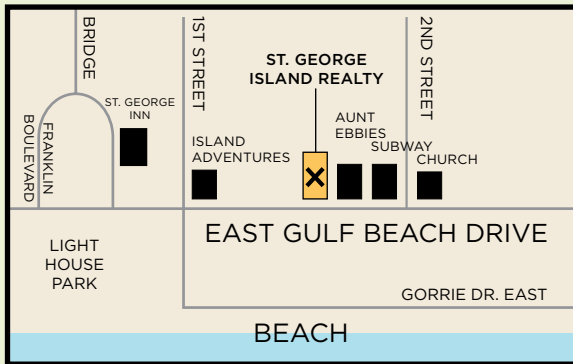 BRIDGE
1ST STREET
2ND STREET
ST. GEORGE
ISLAND REALTY
ST. GEORGE
INN
FRANKLIN
BOULEVARD
ISLAND
ADVENTURES
AUNT
EBBIES
SUBWAY
CHURCH
EAST GULF BEACH DRIVE
LIGHT
HOUSE
PARK
GORRIE DR. EAST
BEACH